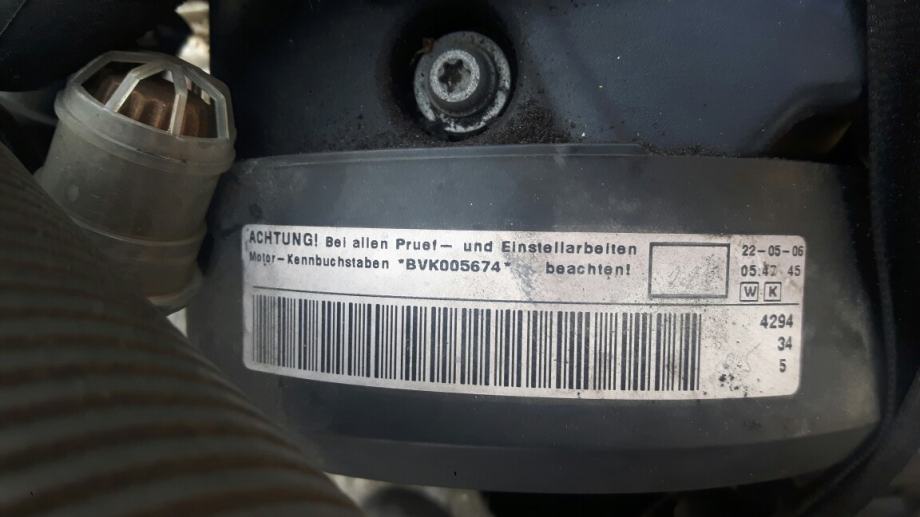 ACHTUNG! Bei allen Pruef- und Einstellarbeiten
Motor-Kennbuchstaben *BVK005674* beachten!
22-05-06
05:47 45
W K
4294
34
5